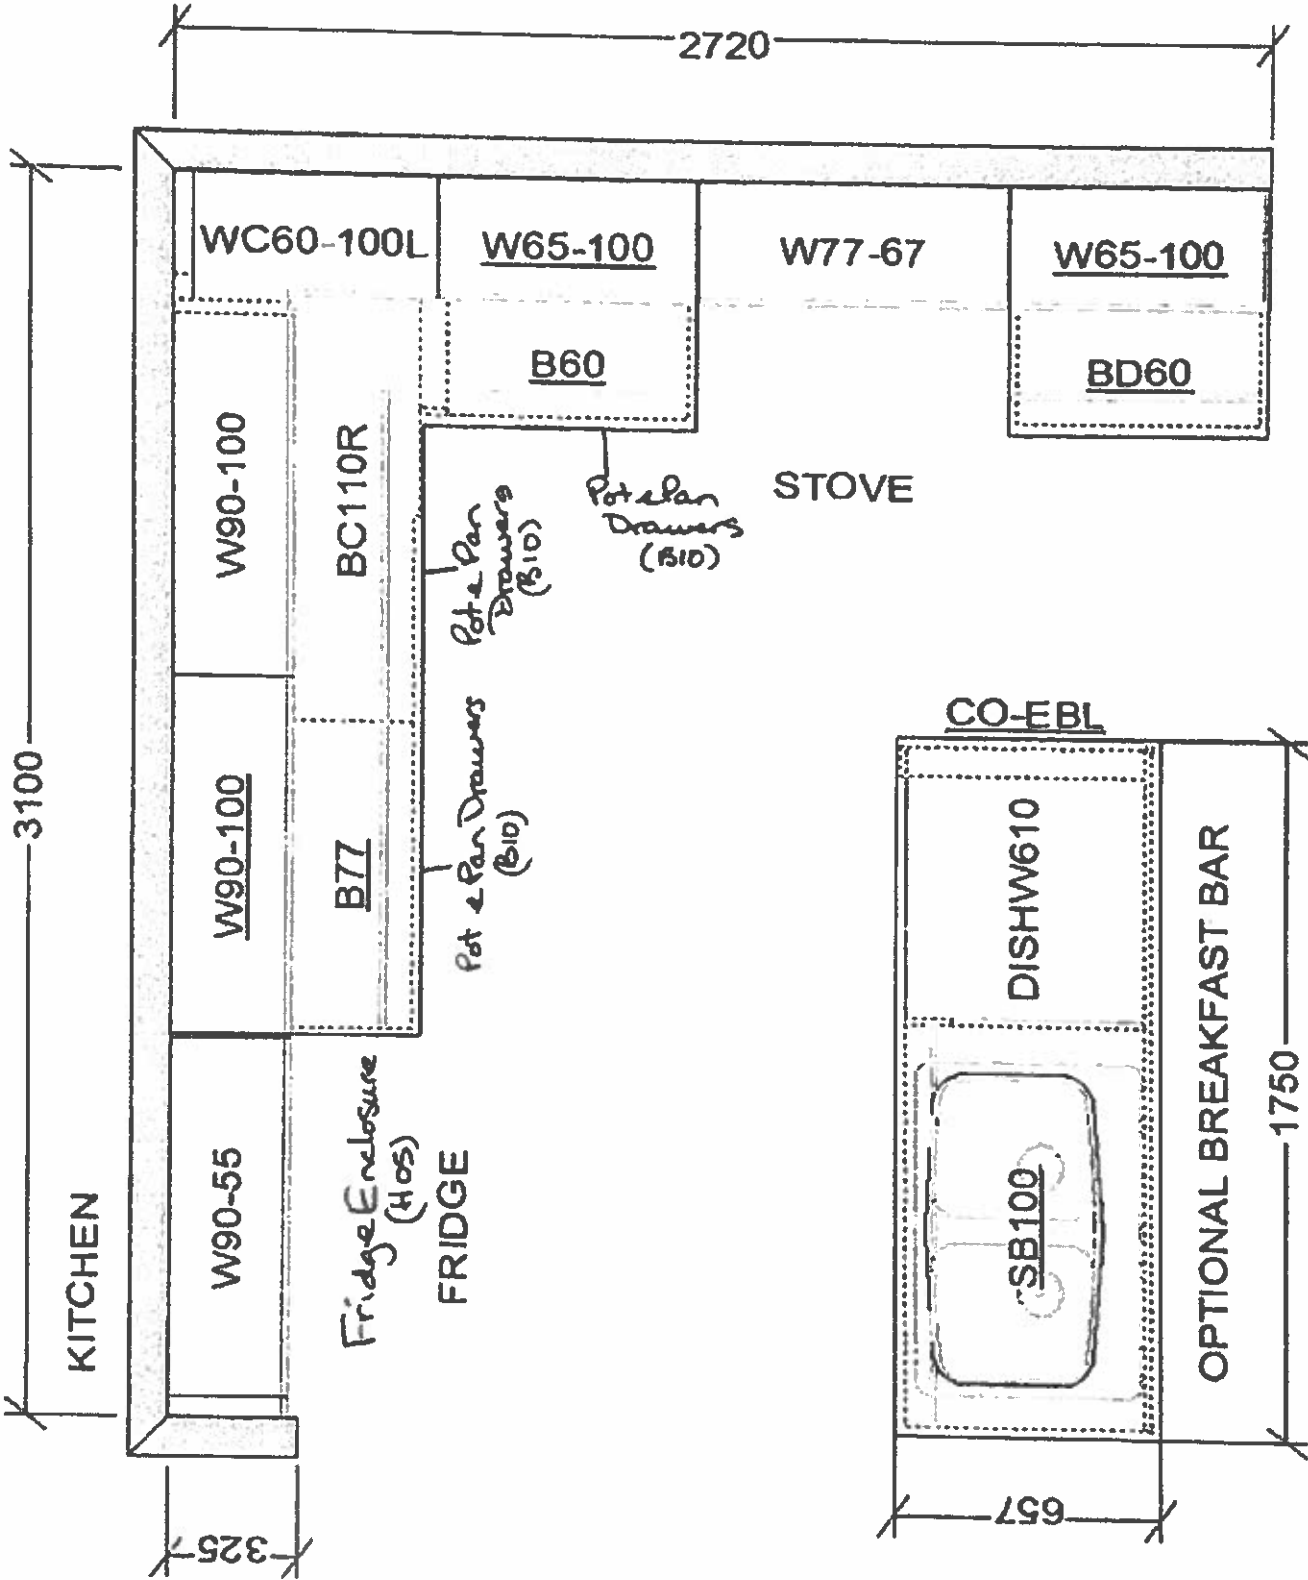 2720
WC60-100L
W65-100
W77-67
W65-100
B60
BD60
W90-100
BC110R
Pot & Pan
Drawers
(B10)
Pot & Pan
Drawers
(B10)
STOVE
3100
W90-100
B77
Pot & Pan Drawers
(B10)
CO-EBL
DISHW610
OPTIONAL BREAKFAST BAR
1750
KITCHEN
W90-55
Fridge Enclosure
(HOS)
FRIDGE
SB100
325
657